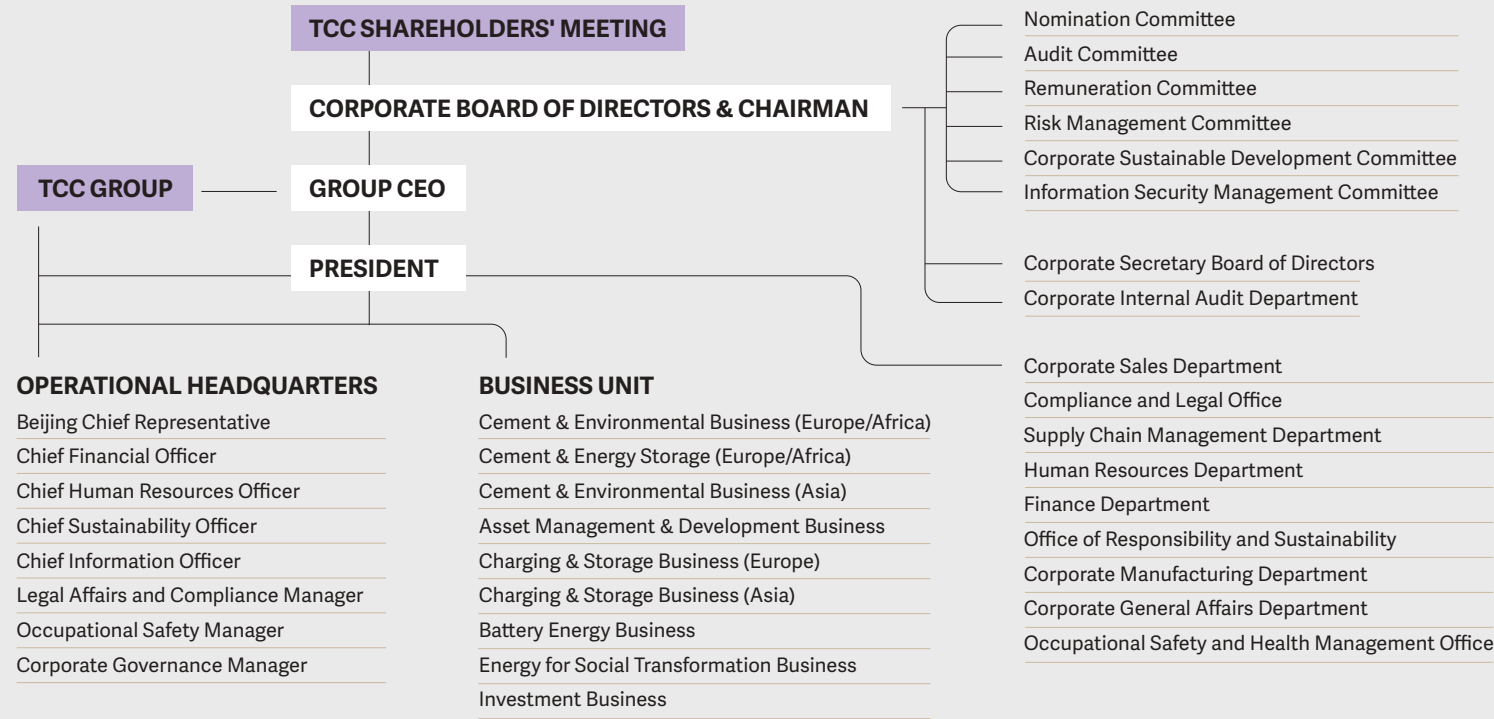 TCC SHAREHOLDERS' MEETING
CORPORATE BOARD OF DIRECTORS & CHAIRMAN
TCC GROUP
GROUP CEO
PRESIDENT
Nomination Committee
Audit Committee
Remuneration Committee
Risk Management Committee
Corporate Sustainable Development Committee
Information Security Management Committee
Corporate Secretary Board of Directors
Corporate Internal Audit Department
OPERATIONAL HEADQUARTERS
Beijing Chief Representative
Chief Financial Officer
Chief Human Resources Officer
Chief Sustainability Officer
Chief Information Officer
Legal Affairs and Compliance Manager
Occupational Safety Manager
Corporate Governance Manager
BUSINESS UNIT
Cement & Environmental Business (Europe/Africa)
Cement & Energy Storage (Europe/Africa)
Cement & Environmental Business (Asia)
Asset Management & Development Business
Charging & Storage Business (Europe)
Charging & Storage Business (Asia)
Battery Energy Business
Energy for Social Transformation Business
Investment Business
Corporate Sales Department
Compliance and Legal Office
Supply Chain Management Department
Human Resources Department
Finance Department
Office of Responsibility and Sustainability
Corporate Manufacturing Department
Corporate General Affairs Department
Occupational Safety and Health Management Office